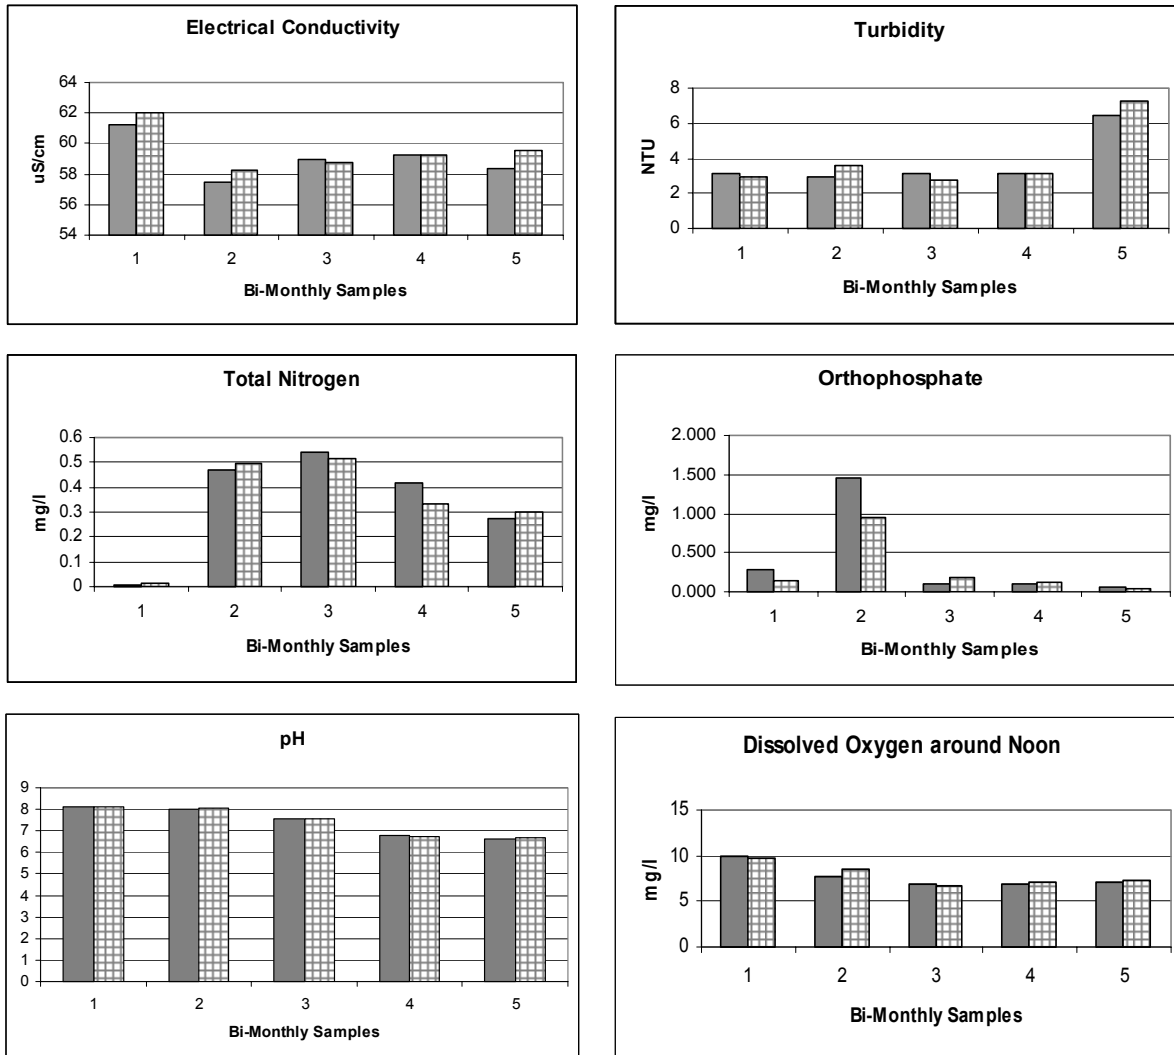 Electrical Conductivity
64
62
60
58
56
54
uS/cm
1 2 3 4 5
Bi-Monthly Samples
Turbidity
8
6
4
2
0
NTU
1 2 3 4 5
Bi-Monthly Samples
Total Nitrogen
0.6
0.5
0.4
0.3
0.2
0.1
0
mg/l
1 2 3 4 5
Bi-Monthly Samples
Orthophosphate
2.000
1.500
1.000
0.500
0.000
mg/l
1 2 3 4 5
Bi-Monthly Samples
pH
9
8
7
6
5
4
3
2
1
0
1 2 3 4 5
Bi-Monthly Samples
Dissolved Oxygen around Noon
15
10
5
0
mg/l
1 2 3 4 5
Bi-Monthly Samples